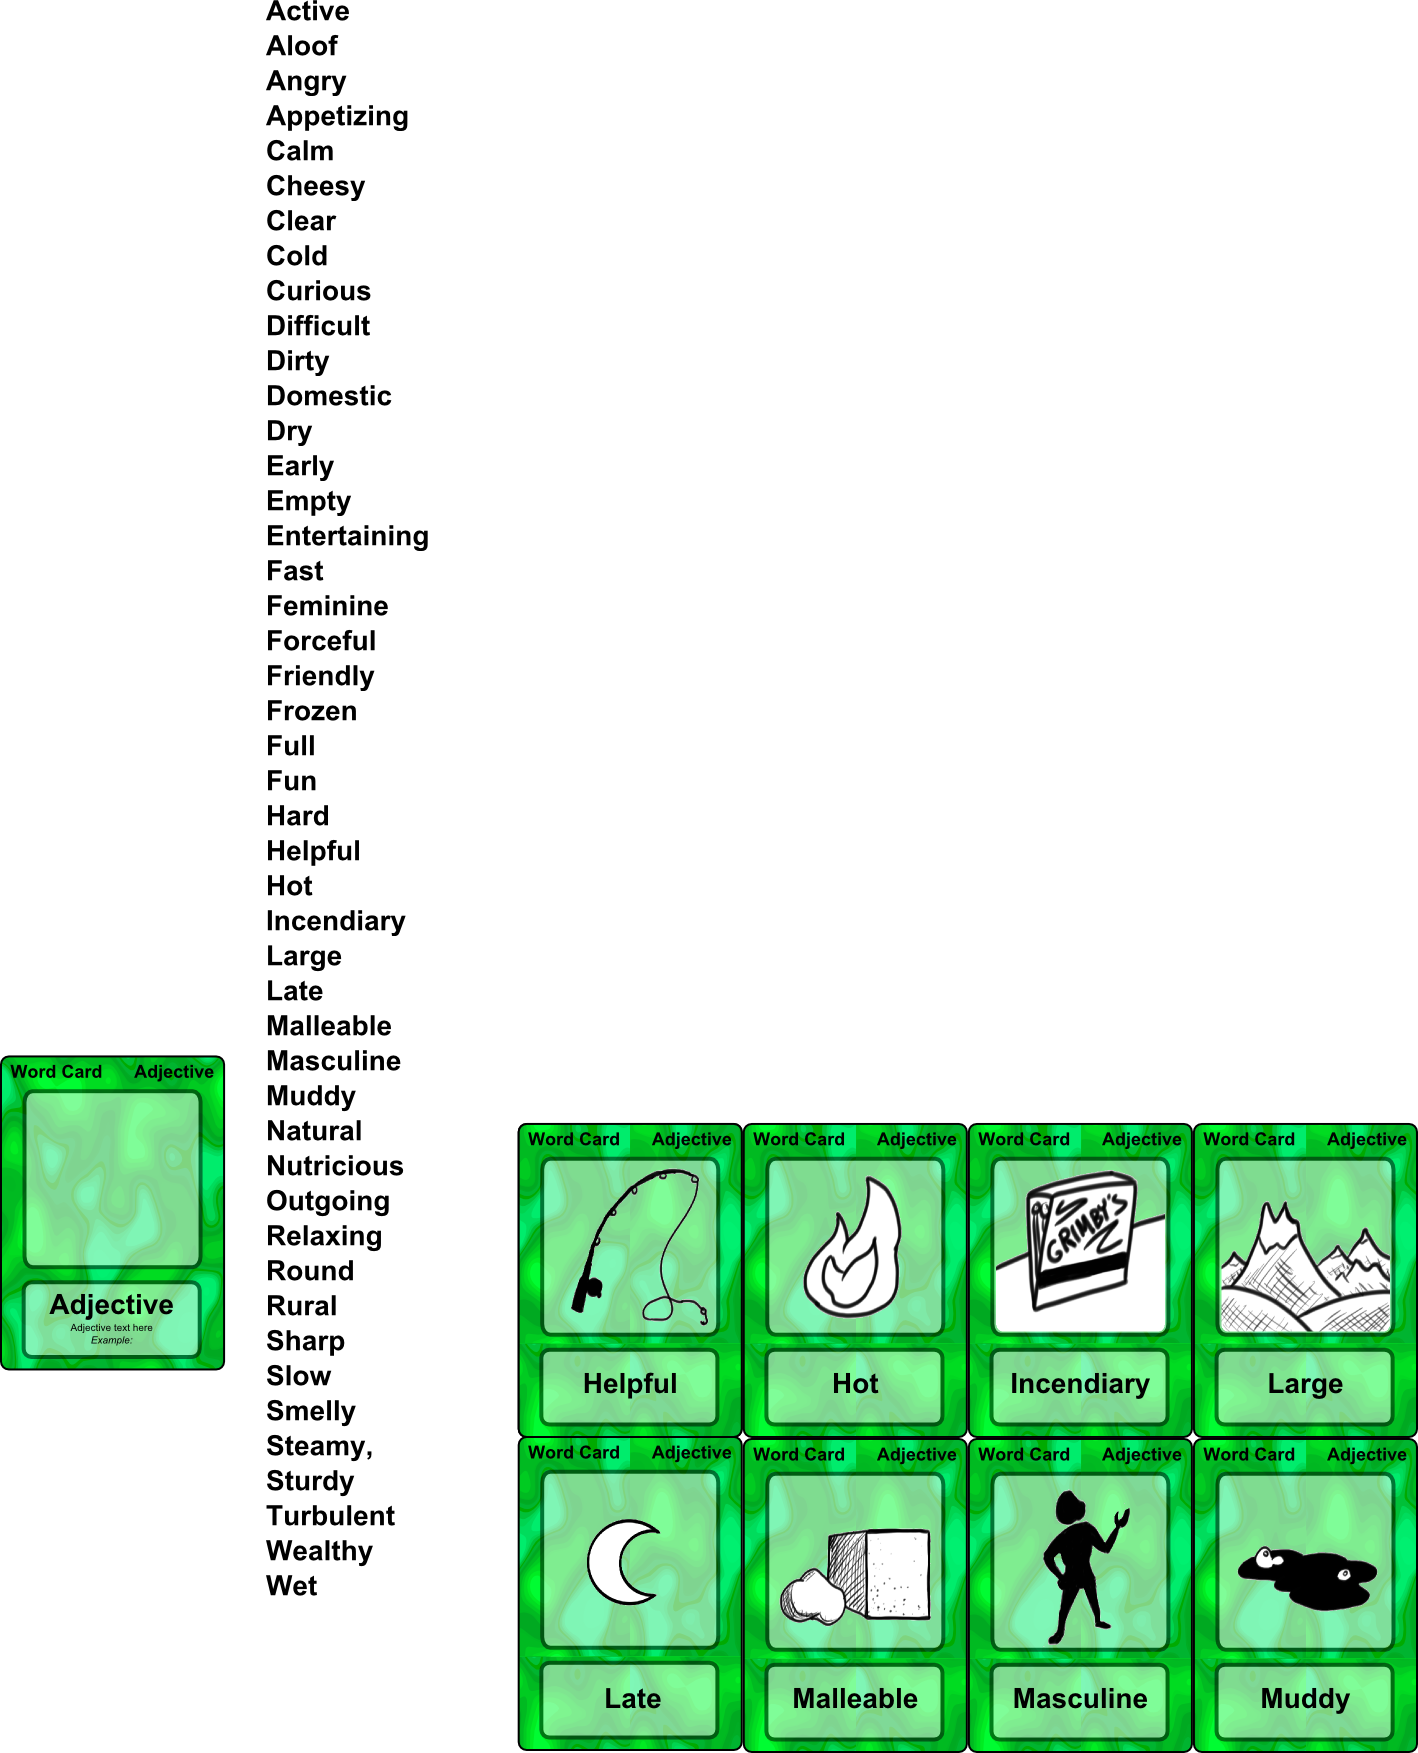 Active
Aloof
Angry
Appetizing
Calm
Cheesy
Clear
Cold
Curious
Difficult
Dirty
Domestic
Dry
Early
Empty
Entertaining
Fast
Feminine
Forceful
Friendly
Frozen
Full
Fun
Hard
Helpful
Hot
Incendiary
Large
Late
Malleable
Masculine
Muddy
Natural
Nutricious
Outgoing
Relaxing
Round
Rural
Sharp
Slow
Smelly
Steamy,
Sturdy
Turbulent
Wealthy
Wet
Word Card Adjective
Adjective
Adjective text here
Example:
Word Card Adjective
Helpful
Word Card Adjective
Hot
Word Card Adjective
GRIMBY'S
Incendiary
Word Card Adjective
Large
Word Card Adjective
Late
Word Card Adjective
Malleable
Word Card Adjective
Masculine
Word Card Adjective
Muddy